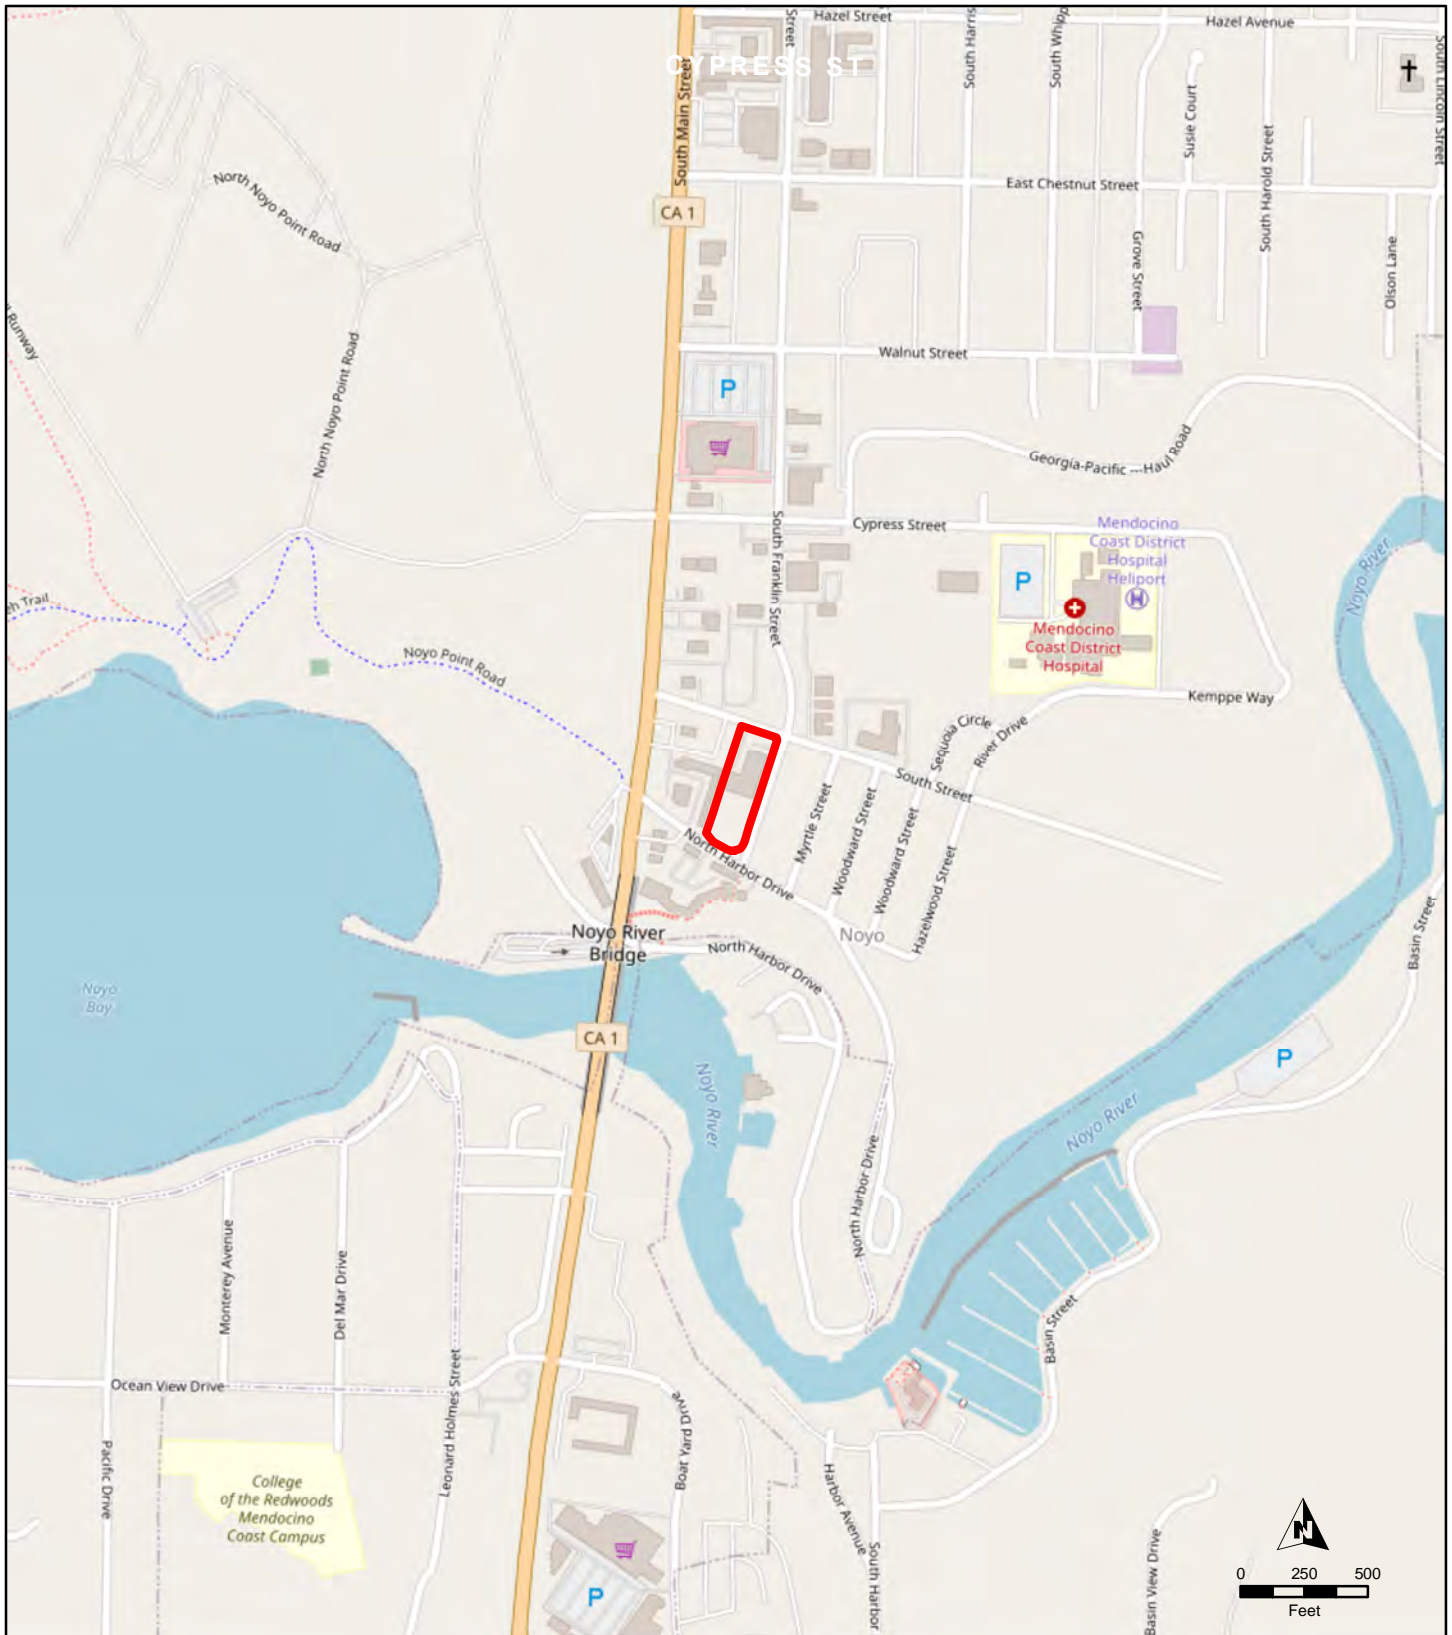 Hazel Street
Hazel Avenue
Street
South Harris
South Whipp
South Lincoln Street
CYPRESS ST
South Main Street
Susie Court
South Harold Street
East Chestnut Street
North Noyo Point Road
CA 1
Grove Street
Olson Lane
Runway
North Noyo Point Road
Walnut Street
P
Georgia-Pacific --- Haul Road
South Franklin Street
Cypress Street
Mendocino
Coast District
Hospital
Heliport
H
P
Mendocino
Coast District
Hospital
Noyo River
Trail
Noyo Point Road
Kemppe Way
Sequoia Circle
River Drive
South Street
Myrtle Street
Woodward Street
Woodward Street
Hazelwood Street
North Harbor Drive
Noyo
Basin Street
Noyo River
Bridge
North Harbor Drive
Noyo
Bay
CA 1
Noyo River
P
Noyo River
North Harbor Drive
Monterey Avenue
Del Mar Drive
Basin Street
Ocean View Drive
Leonard Holmes Street
Boat Yard Drive
Pacific Drive
College
of the Redwoods
Mendocino
Coast Campus
Harbor Avenue
South Harbor
Basin View Drive
P
N
0 250 500
Feet